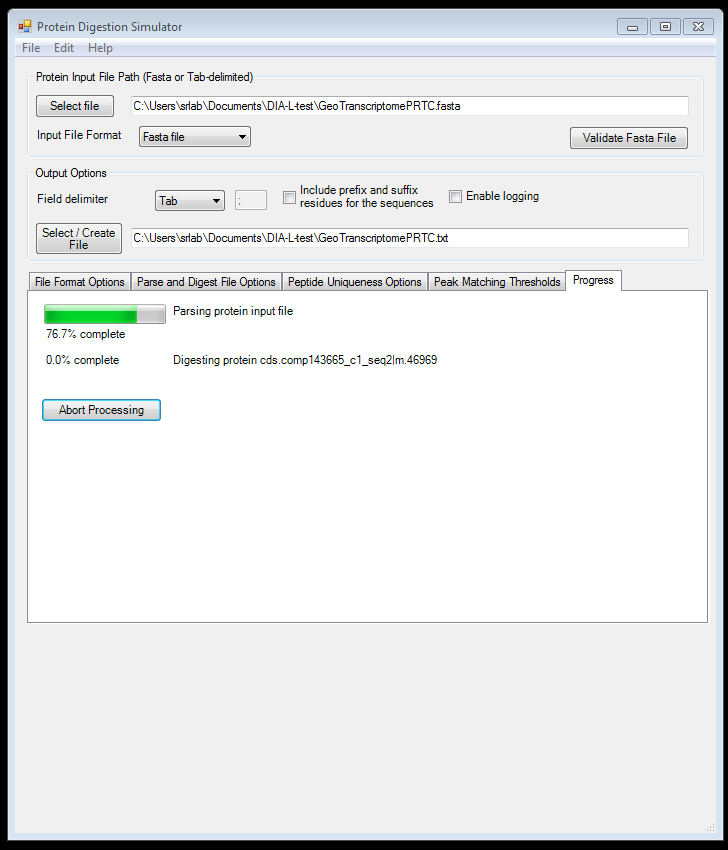 Protein Digestion Simulator
File Edit Help
Protein Input File Path (Fasta or Tab-delimited)
Select file
C:\Users\srlab\Documents\DIA-L-test\GeoTranscriptomePRTC.fasta
Input File Format
Fasta file
Validate Fasta File
Output Options
Field delimiter
Tab
;
Include prefix and suffix
residues for the sequences
Enable logging
Select / Create
File
C:\Users\srlab\Documents\DIA-L-test\GeoTranscriptomePRTC.txt
File Format Options
Parse and Digest File Options
Peptide Uniqueness Options
Peak Matching Thresholds
Progress
Parsing protein input file
76.7% complete
0.0% complete
Digesting protein cds.comp143665_c1_seq2|m.46969
Abort Processing